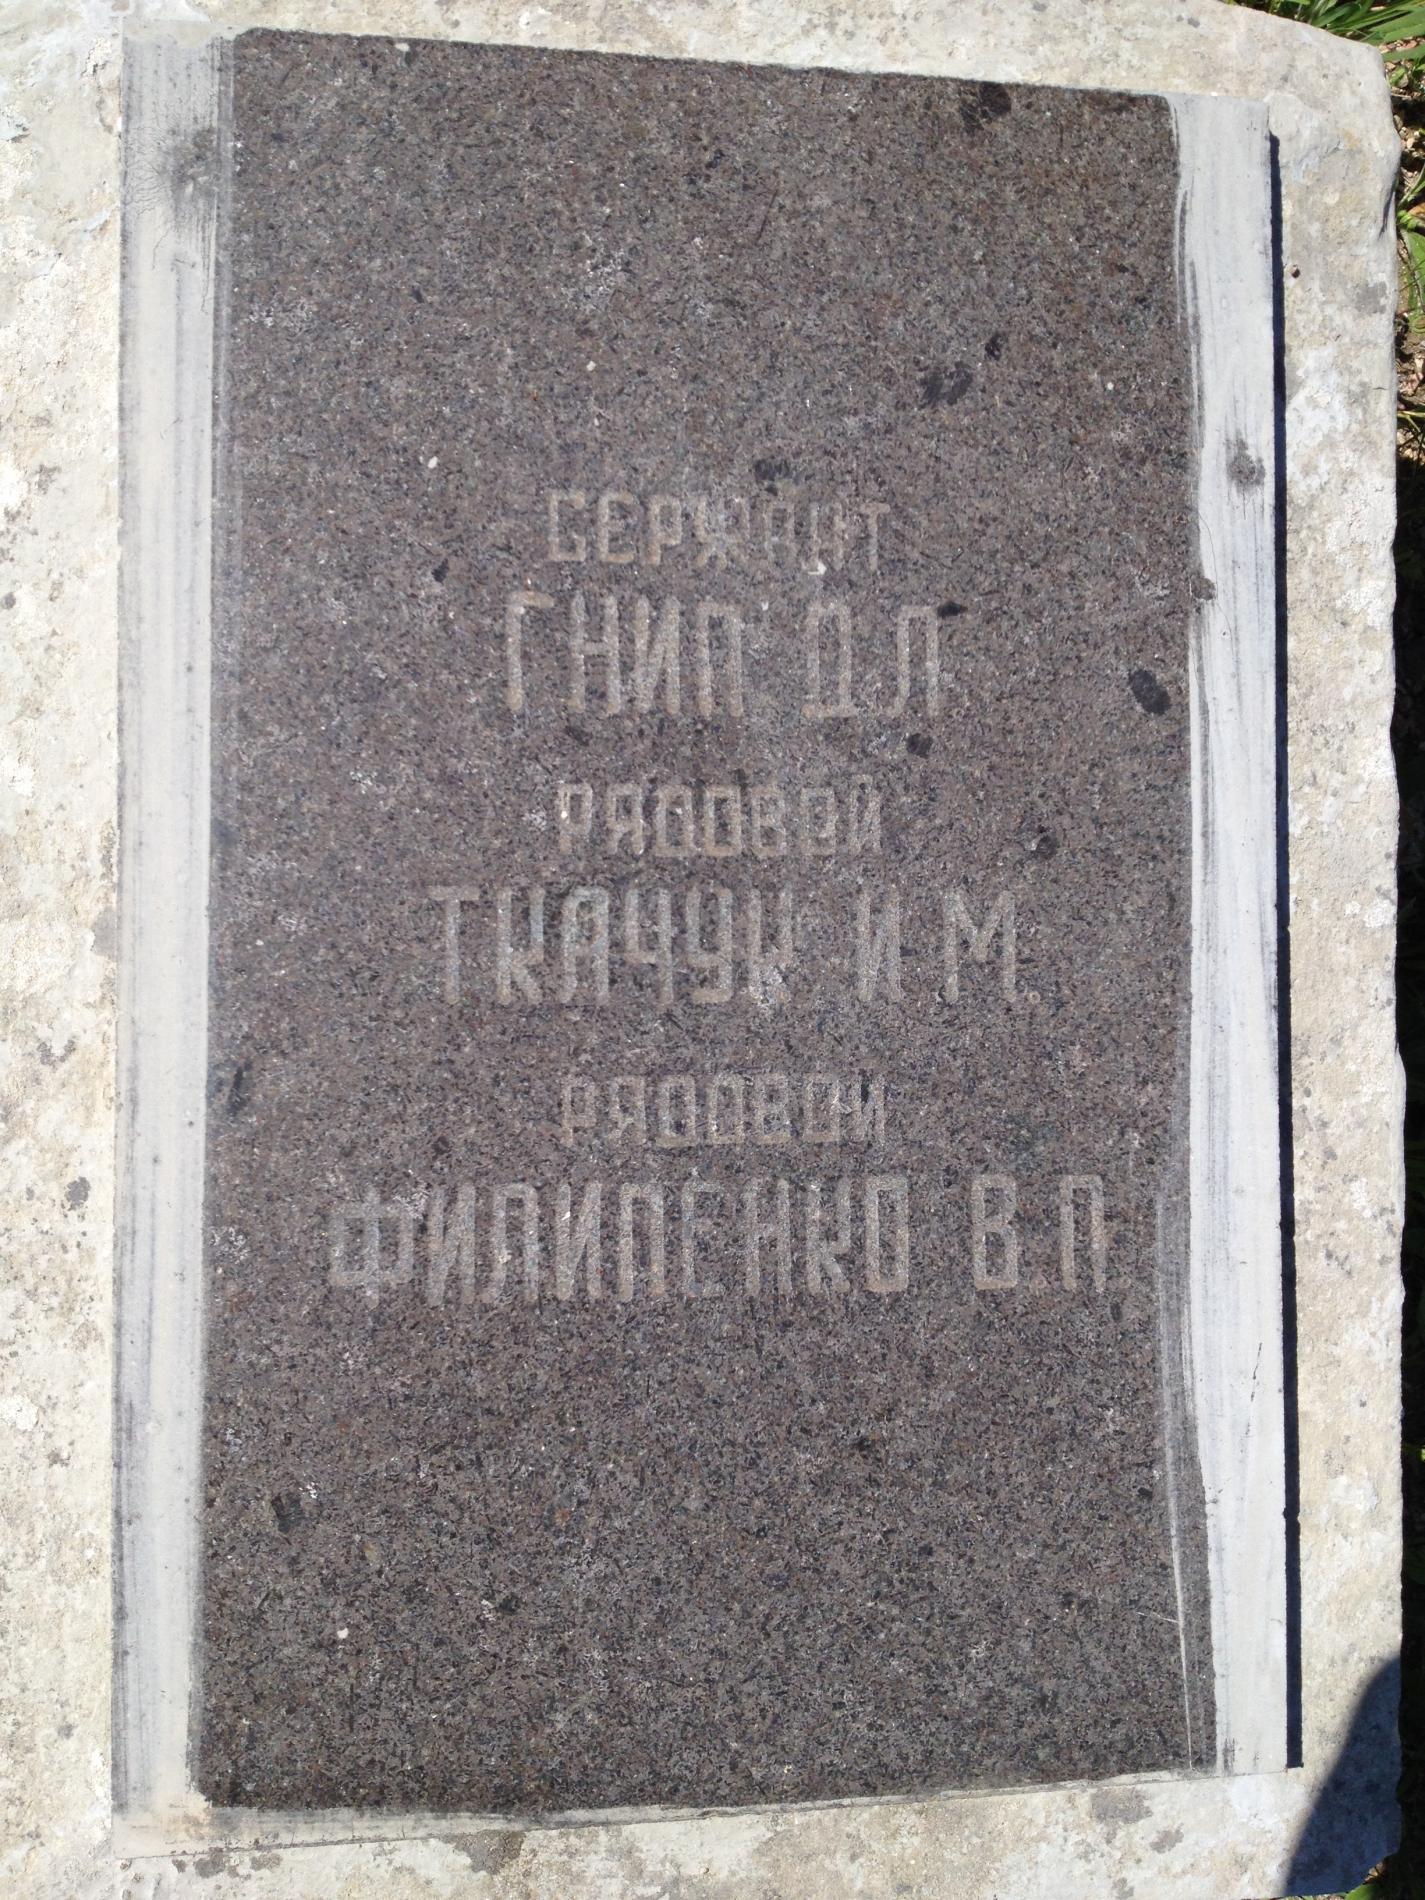 СЕРЖАНТ
ГНИП Д Л
РЯДОВОЙ
ТКАЧУК И М.
РЯДОВОЙ
ФИЛИПЕНКО В.П